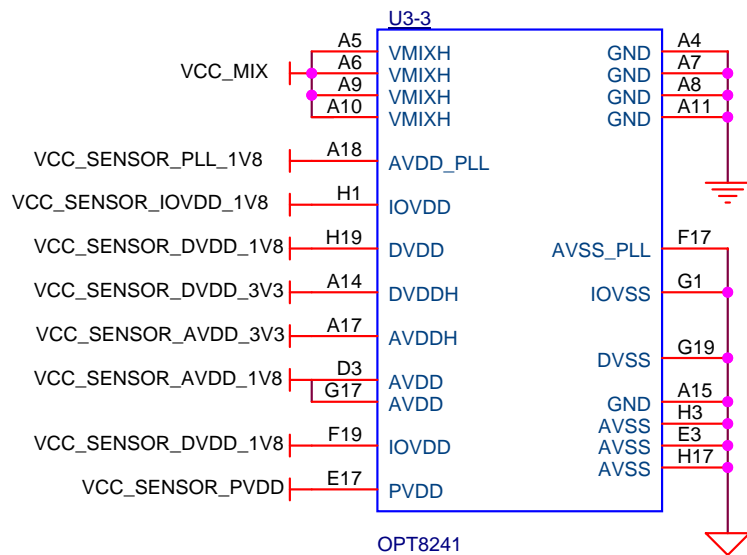 U3-3
A5 VMIXH GND A4
VCC_MIX A6 VMIXH GND A7
A9 VMIXH GND A8
A10 VMIXH GND A11
VCC_SENSOR_PLL_1V8 A18 AVDD_PLL
VCC_SENSOR_IOVDD_1V8 H1 IOVDD
VCC_SENSOR_DVDD_1V8 H19 DVDD AVSS_PLL F17
VCC_SENSOR_DVDD_3V3 A14 DVDDH IOVSS G1
VCC_SENSOR_AVDD_3V3 A17 AVDDH DVSS G19
VCC_SENSOR_AVDD_1V8 D3 AVDD GND A15
G17 AVDD AVSS H3
VCC_SENSOR_DVDD_1V8 F19 IOVDD AVSS E3
AVSS H17
VCC_SENSOR_PVDD E17 PVDD
OPT8241